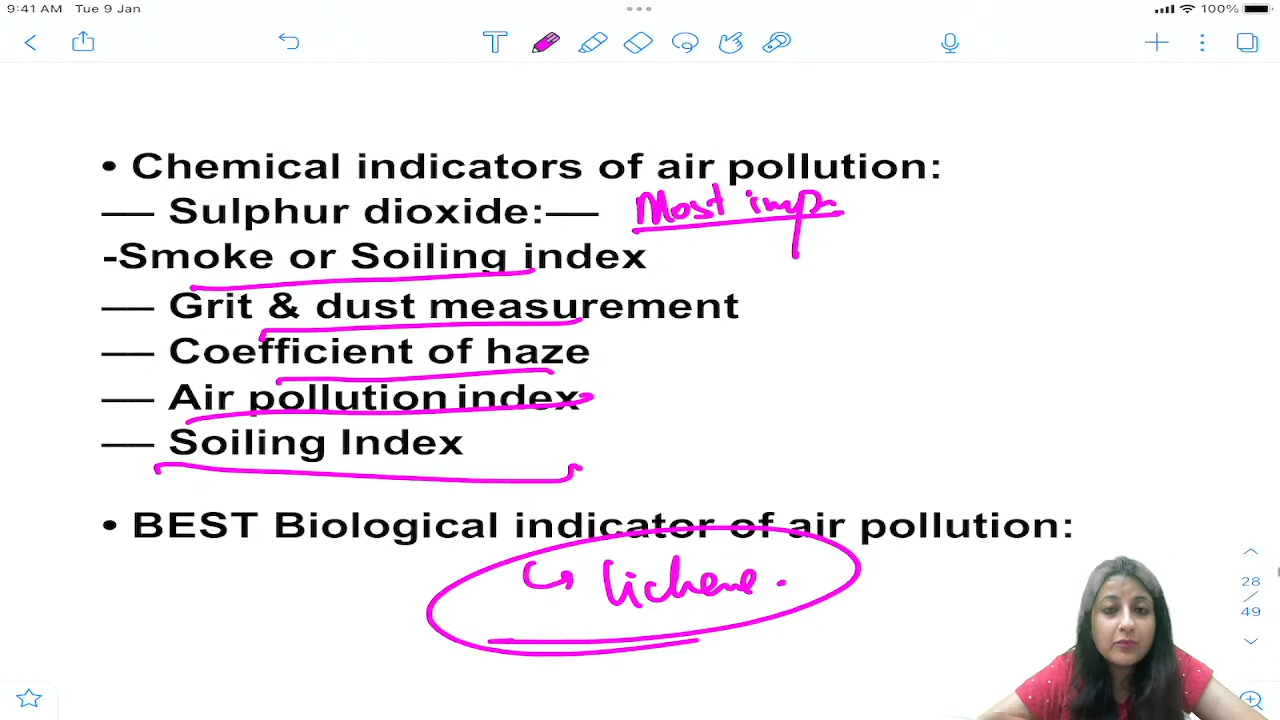 9:41 AM Tue 9 Jan
100%
T
• Chemical indicators of air pollution:
— Sulphur dioxide:— Most imp
-Smoke or Soiling index
— Grit & dust measurement
— Coefficient of haze
— Air pollution index
— Soiling Index
• BEST Biological indicator of air pollution:
↳ lichene.
28
/
49